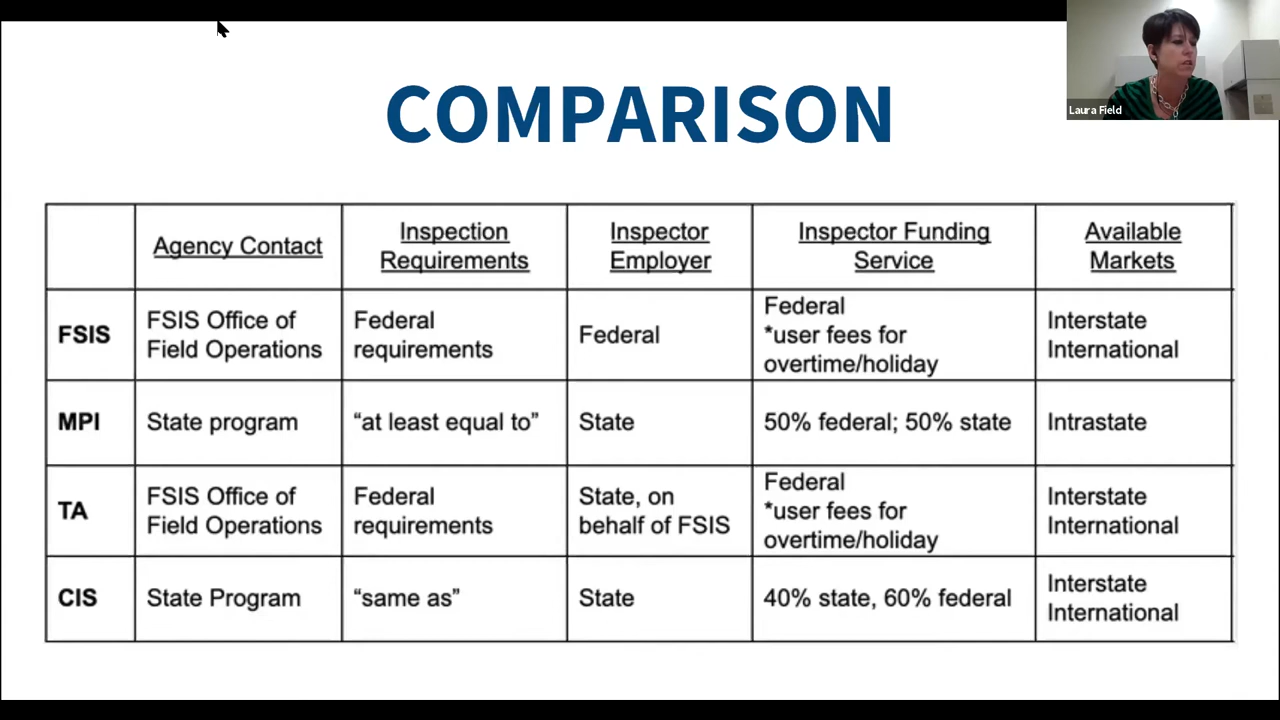 Laura Field
COMPARISON
Agency Contact
Inspection
Requirements
Inspector
Employer
Inspector Funding
Service
Available
Markets
FSIS
FSIS Office of
Field Operations
Federal
requirements
Federal
Federal
*user fees for
overtime/holiday
Interstate
International
MPI
State program
“at least equal to”
State
50% federal; 50% state
Intrastate
TA
FSIS Office of
Field Operations
Federal
requirements
State, on
behalf of FSIS
Federal
*user fees for
overtime/holiday
Interstate
International
CIS
State Program
“same as”
State
40% state, 60% federal
Interstate
International